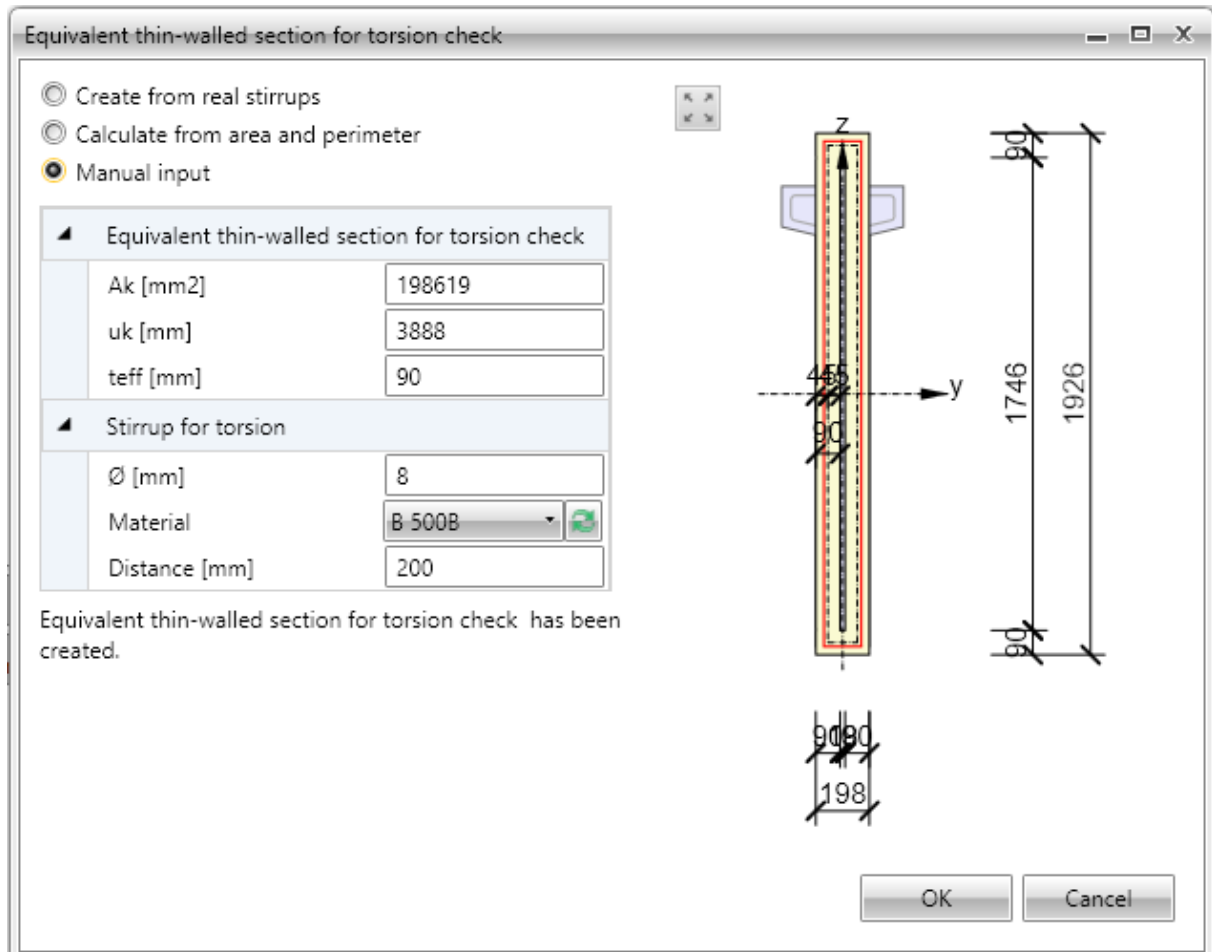 Equivalent thin-walled section for torsion check
Create from real stirrups
Calculate from area and perimeter
Manual input
Equivalent thin-walled section for torsion check
Ak [mm2] 198619
uk [mm] 3888
teff [mm] 90
Stirrup for torsion
Ø [mm] 8
Material B 500B
Distance [mm] 200
Equivalent thin-walled section for torsion check has been
created.
z
y
90
90
1746
1926
90
198
OK Cancel